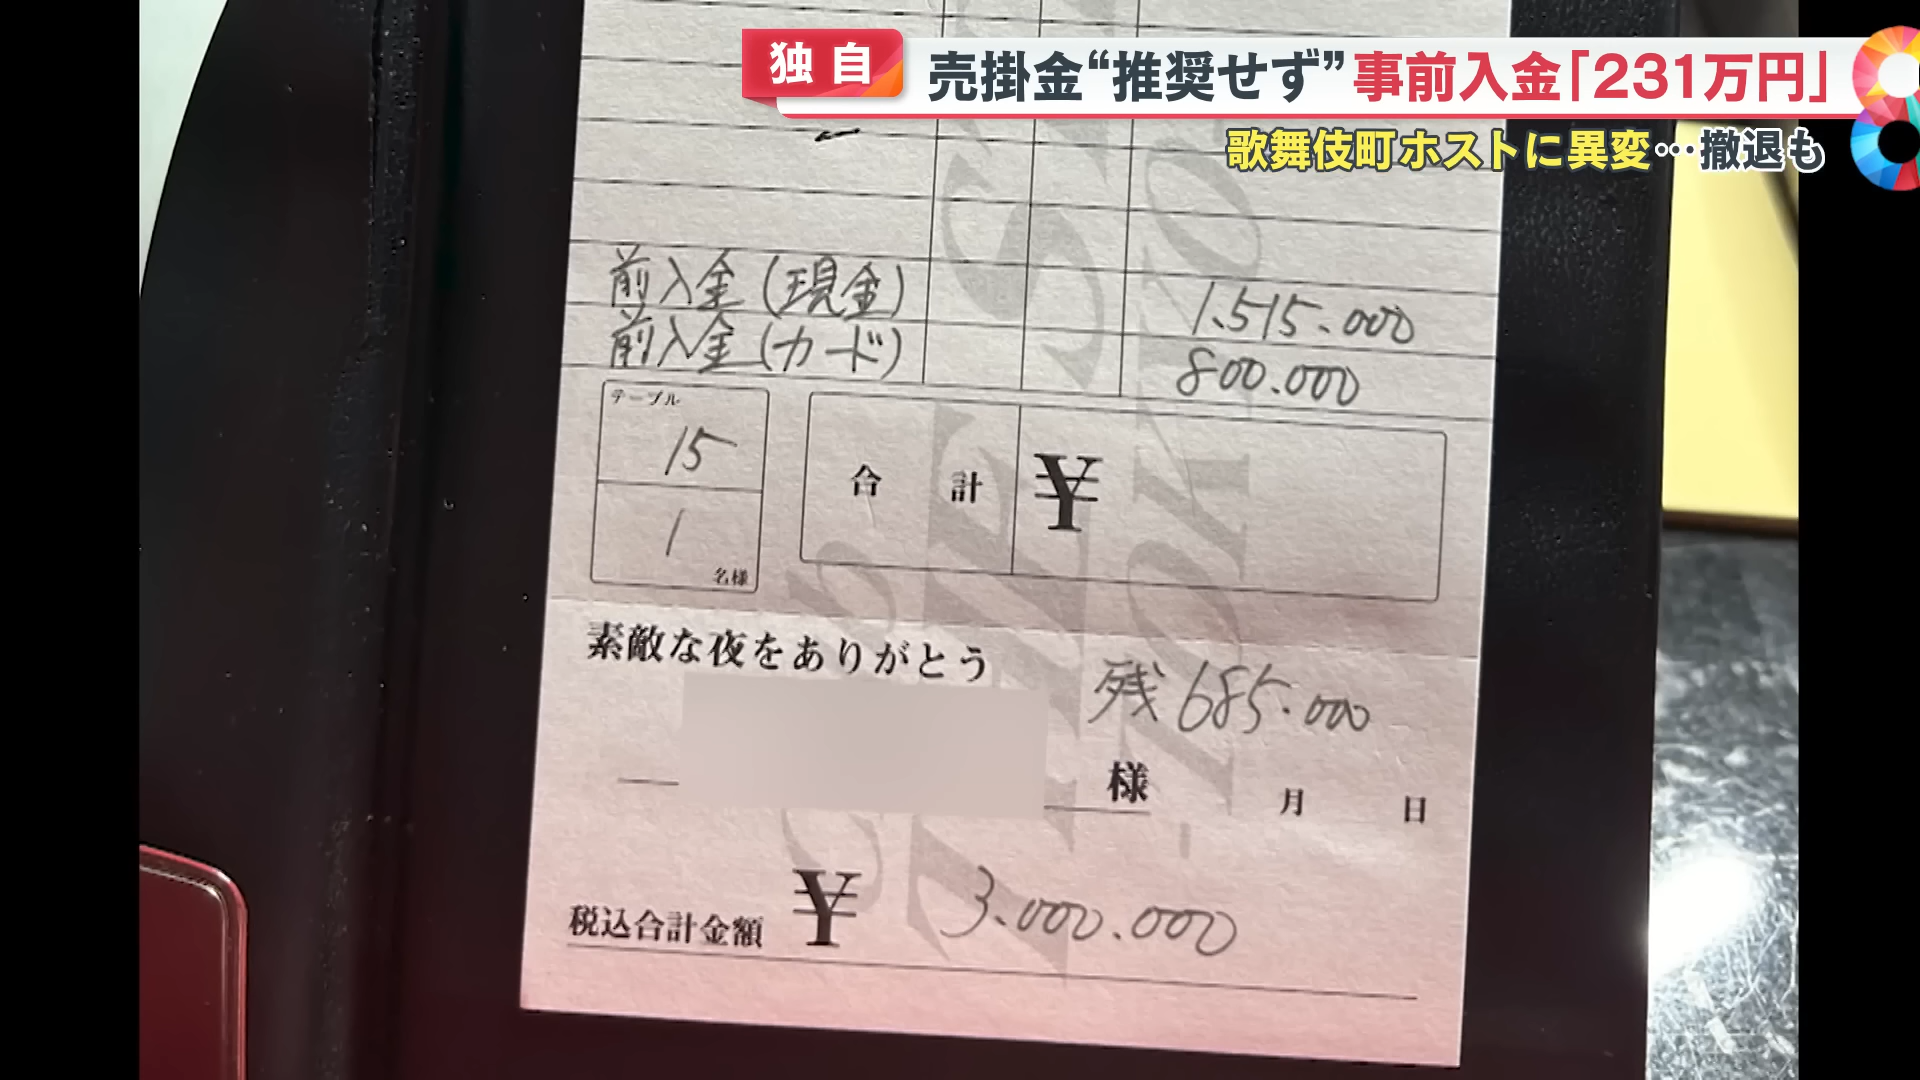 独自
売掛金“推奨せず”事前入金「231万円」
歌舞伎町ホストに異変…撤退も
前入金(現金) 1.515.000
前入金(カード) 800.000
テーブル
15
1
名様
合計 ¥
素敵な夜をありがとう
残 685.000
様 月 日
税込合計金額 ¥ 3.000.000